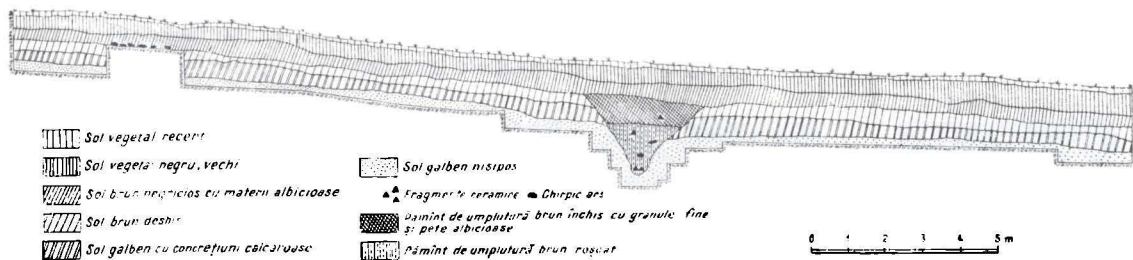 Sol vegetal recent
Sol vegetal negru, vechi
Sol brun negricios cu materii albicioase
Sol brun deshis
Sol galben cu concrețiuni calcaroase
Sol galben nisipos
Fragmente ceramice Chirpic ars
Pămînt de umplutură brun închis cu granule fine
și pete albicioase
Pămînt de umplutură brun roșcat
0 1 2 3 4 5 m